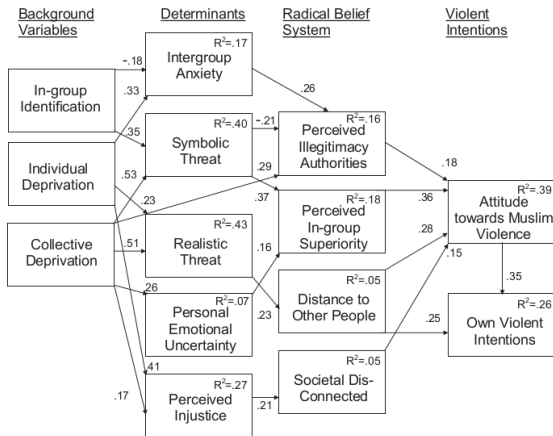 Background
Variables
Determinants
Radical Belief
System
Violent
Intentions
In-group
Identification
Individual
Deprivation
Collective
Deprivation
R²=.17
Intergroup
Anxiety
R²=.40
Symbolic
Threat
R²=.43
Realistic
Threat
R²=.07
Personal
Emotional
Uncertainty
R²=.27
Perceived
Injustice
R²=.16
Perceived
Illegitimacy
Authorities
R²=.18
Perceived
In-group
Superiority
R²=.05
Distance to
Other People
R²=.05
Societal Dis-
Connected
R²=.39
Attitude
towards Muslim
Violence
R²=.26
Own Violent
Intentions
-.18
.33
.35
.53
.23
.51
.26
.41
.17
.26
-.21
.29
.37
.16
.23
.21
.18
.36
.28
.15
.25
.35